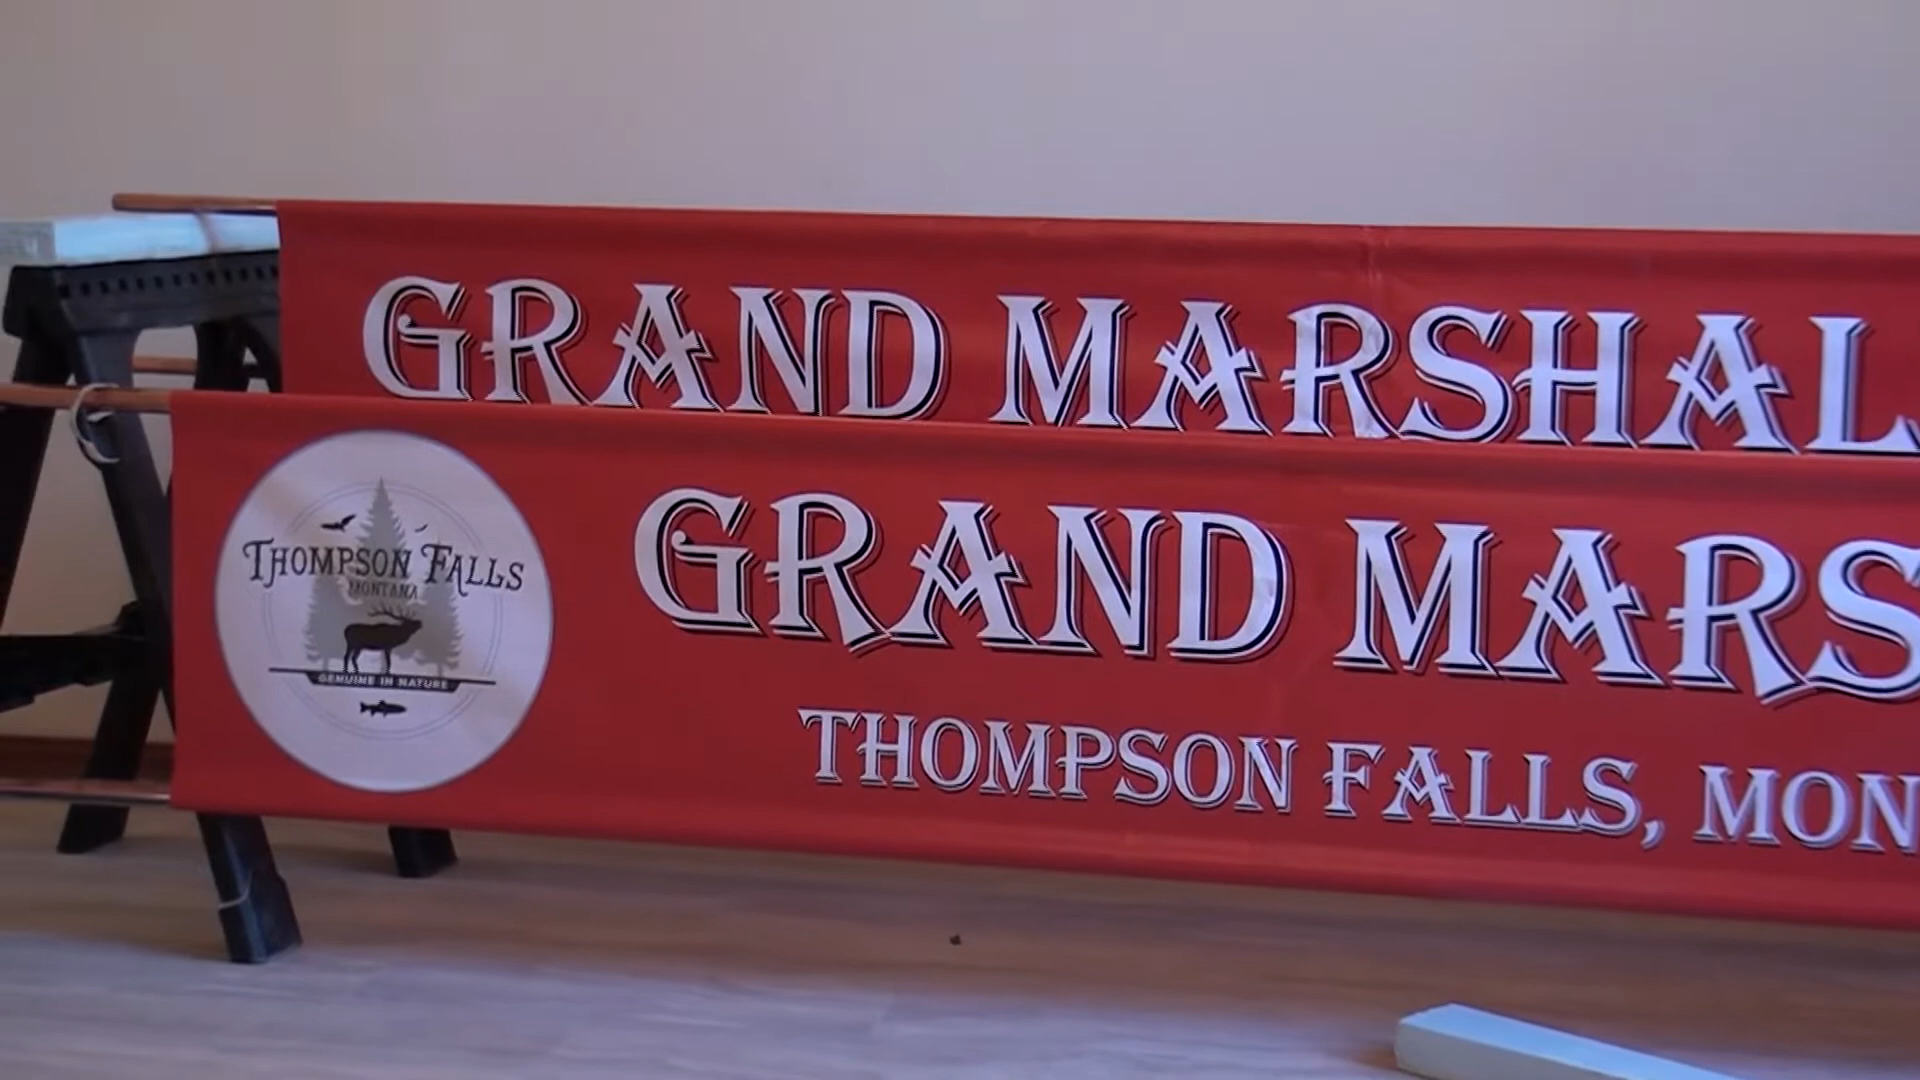 GRAND MARSHAL
GRAND MARS
THOMPSON FALLS, MON
THOMPSON FALLS
MONTANA
GENUINE IN NATURE